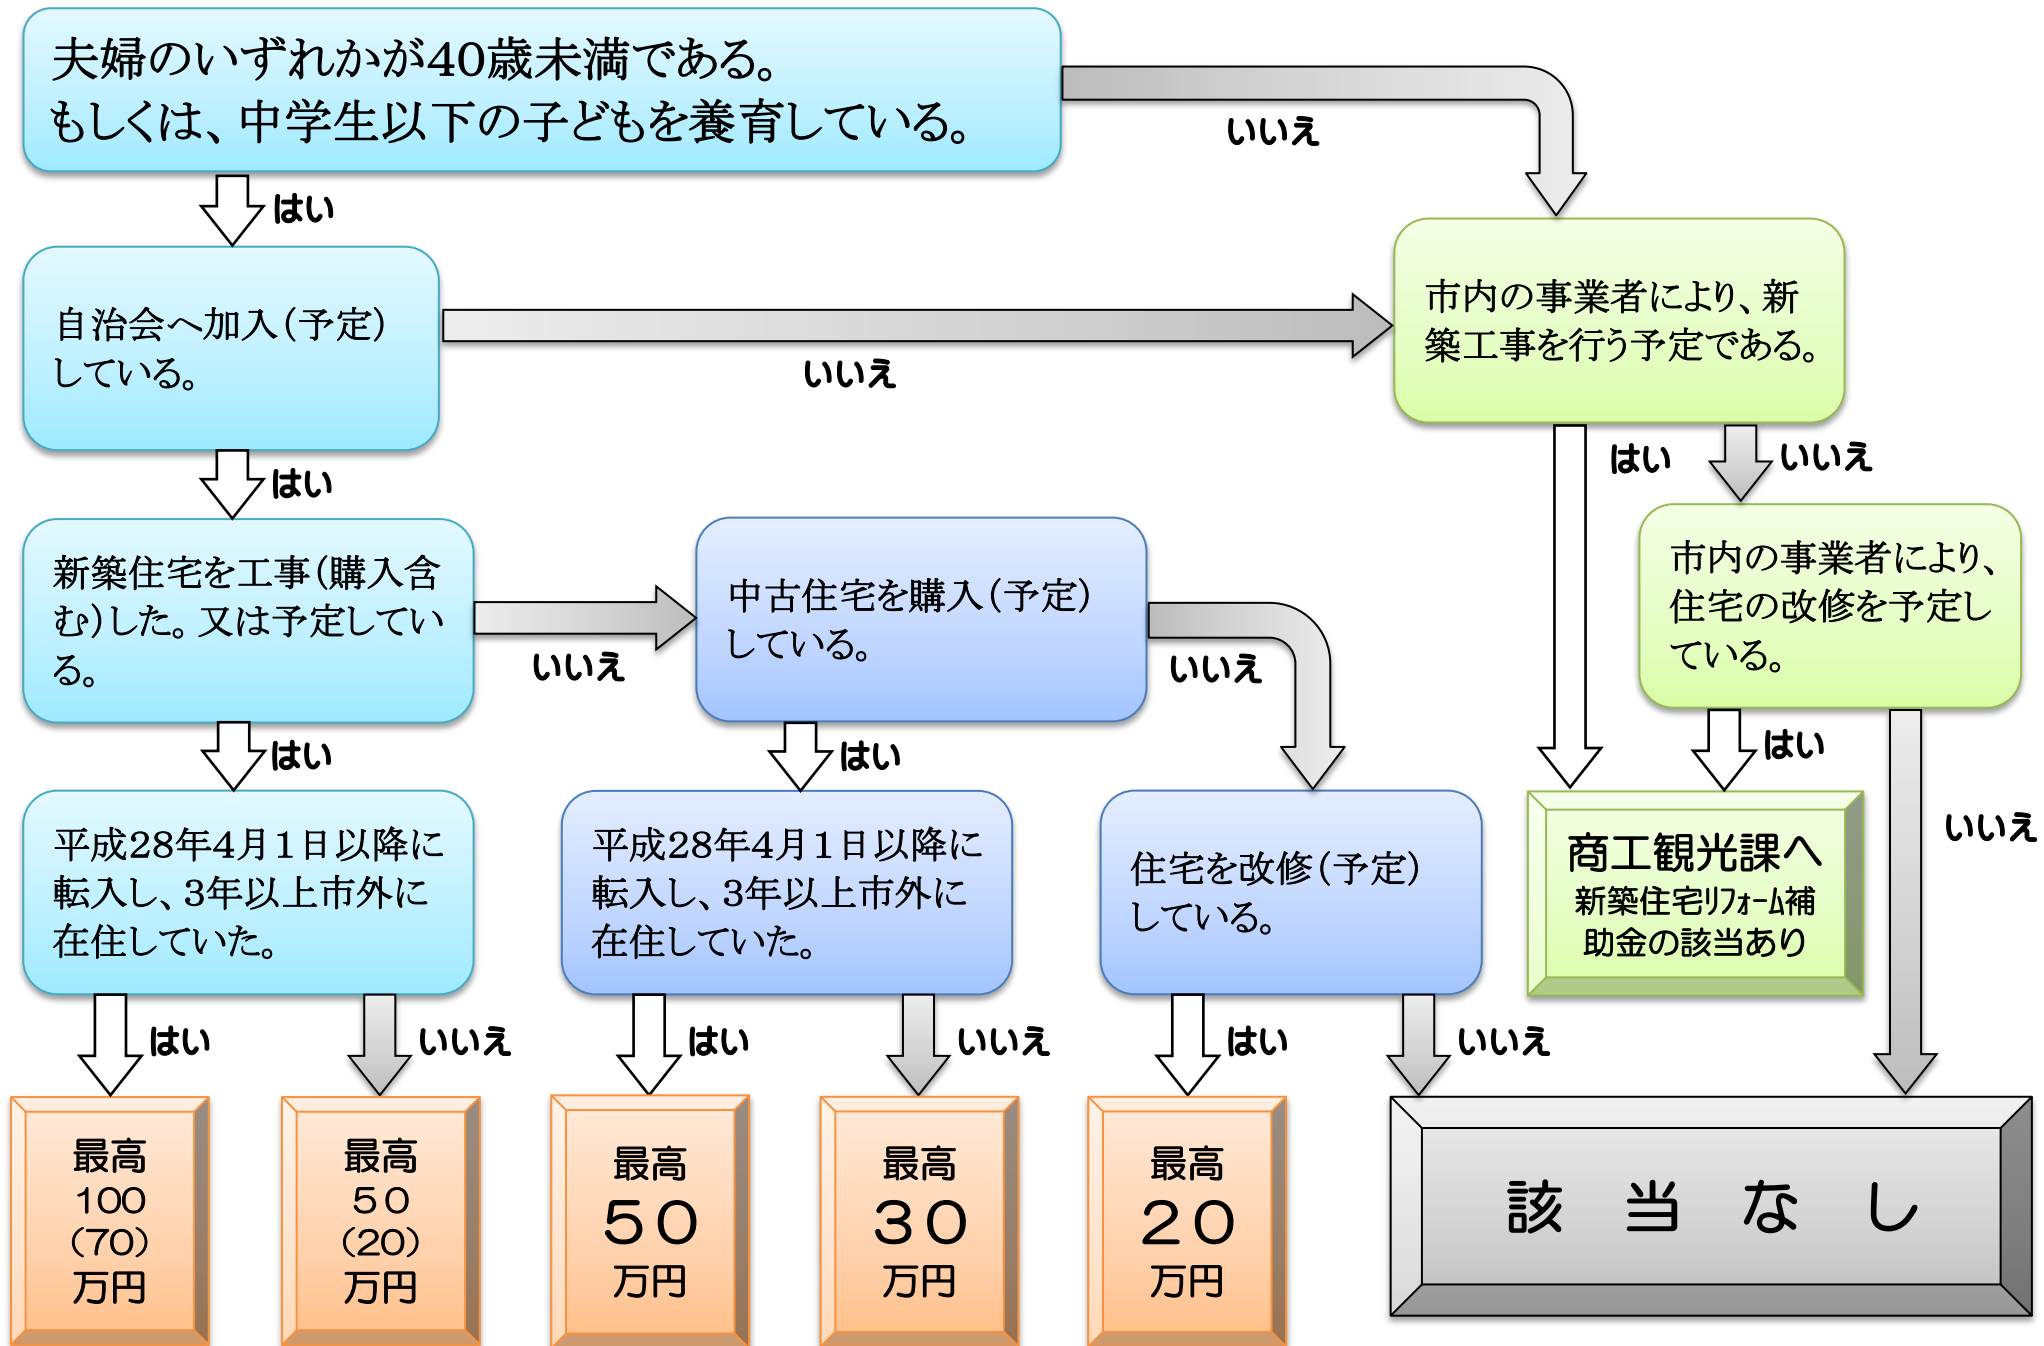 夫婦のいずれかが40歳未満である。
もしくは、中学生以下の子どもを養育している。
いいえ
はい
自治会へ加入(予定)
している。
いいえ
市内の事業者により、新
築工事を行う予定である。
はい
はい
いいえ
新築住宅を工事(購入含
む)した。又は予定してい
る。
いいえ
中古住宅を購入(予定)
している。
いいえ
市内の事業者により、
住宅の改修を予定し
ている。
はい
はい
はい
いいえ
平成28年4月1日以降に
転入し、3年以上市外に
在住していた。
平成28年4月1日以降に
転入し、3年以上市外に
在住していた。
住宅を改修(予定)
している。
商工観光課へ
新築住宅ﾘﾌｫｰﾑ補
助金の該当あり
はい
いいえ
はい
いいえ
はい
いいえ
最高
100
(70)
万円
最高
50
(20)
万円
最高
50
万円
最高
30
万円
最高
20
万円
該当なし